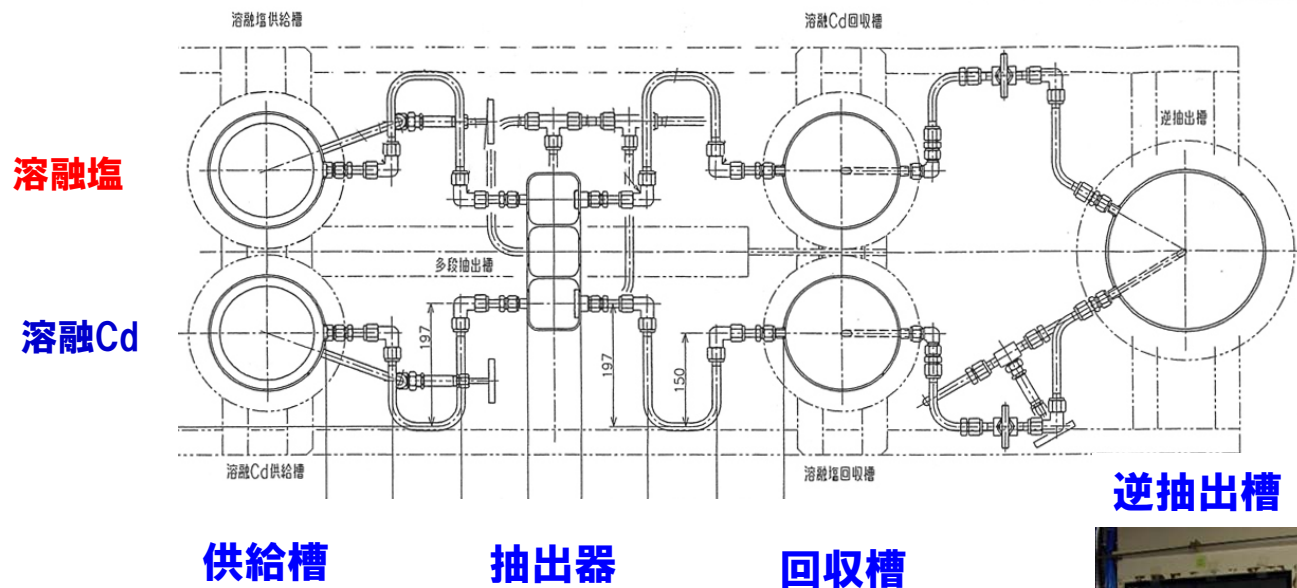 溶融塩供給槽
溶融Cd回収槽
逆抽出槽
溶融塩
多段抽出槽
溶融Cd
197
197
150
溶融Cd供給槽
溶融塩回収槽
逆抽出槽
供給槽
抽出器
回収槽